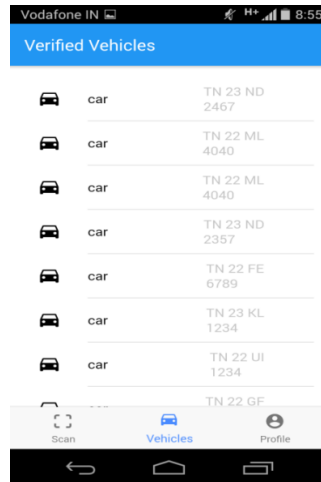 Vodafone IN H+ 8:55
Verified Vehicles
TN 23 ND
car
2467
TN 22 ML
car
4040
TN 22 ML
car
4040
TN 23 ND
car
2357
TN 22 FE
car
6789
TN 23 KL
car
1234
TN 22 UI
car
1234
TN 22 GF
Scan Vehicles Profile